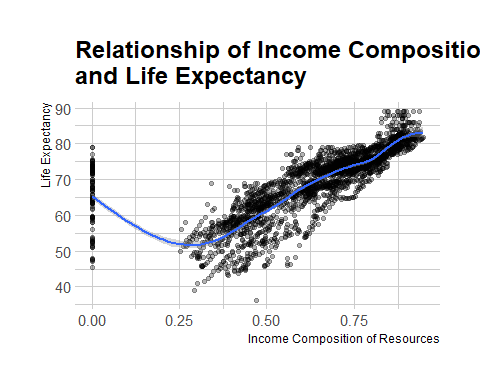 Relationship of Income Compositio
and Life Expectancy
Life Expectancy
90
80
70
60
50
40
0.00 0.25 0.50 0.75
Income Composition of Resources